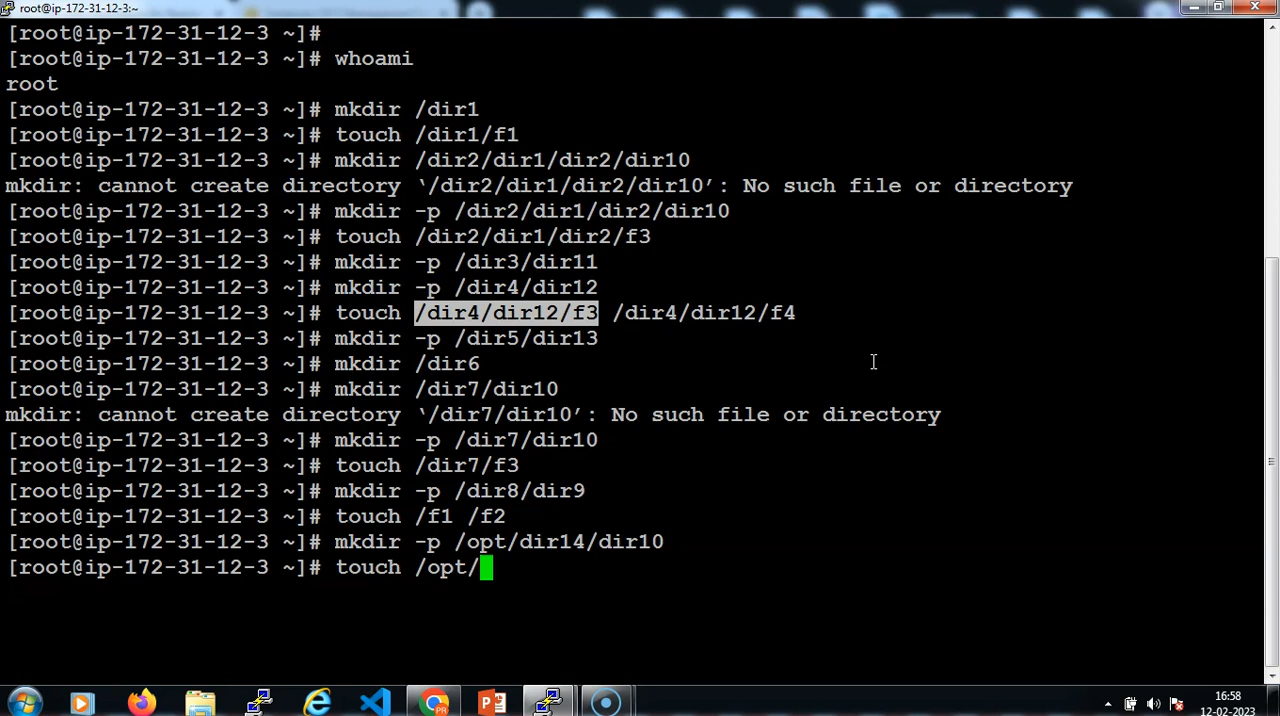 root@ip-172-31-12-3:~
[root@ip-172-31-12-3 ~]#
[root@ip-172-31-12-3 ~]# whoami
root
[root@ip-172-31-12-3 ~]# mkdir /dir1
[root@ip-172-31-12-3 ~]# touch /dir1/f1
[root@ip-172-31-12-3 ~]# mkdir /dir2/dir1/dir2/dir10
mkdir: cannot create directory ‘/dir2/dir1/dir2/dir10’: No such file or directory
[root@ip-172-31-12-3 ~]# mkdir -p /dir2/dir1/dir2/dir10
[root@ip-172-31-12-3 ~]# touch /dir2/dir1/dir2/f3
[root@ip-172-31-12-3 ~]# mkdir -p /dir3/dir11
[root@ip-172-31-12-3 ~]# mkdir -p /dir4/dir12
[root@ip-172-31-12-3 ~]# touch /dir4/dir12/f3 /dir4/dir12/f4
[root@ip-172-31-12-3 ~]# mkdir -p /dir5/dir13
[root@ip-172-31-12-3 ~]# mkdir /dir6
[root@ip-172-31-12-3 ~]# mkdir /dir7/dir10
mkdir: cannot create directory ‘/dir7/dir10’: No such file or directory
[root@ip-172-31-12-3 ~]# mkdir -p /dir7/dir10
[root@ip-172-31-12-3 ~]# touch /dir7/f3
[root@ip-172-31-12-3 ~]# mkdir -p /dir8/dir9
[root@ip-172-31-12-3 ~]# touch /f1 /f2
[root@ip-172-31-12-3 ~]# mkdir -p /opt/dir14/dir10
[root@ip-172-31-12-3 ~]# touch /opt/
PR
16:58
12-02-2023